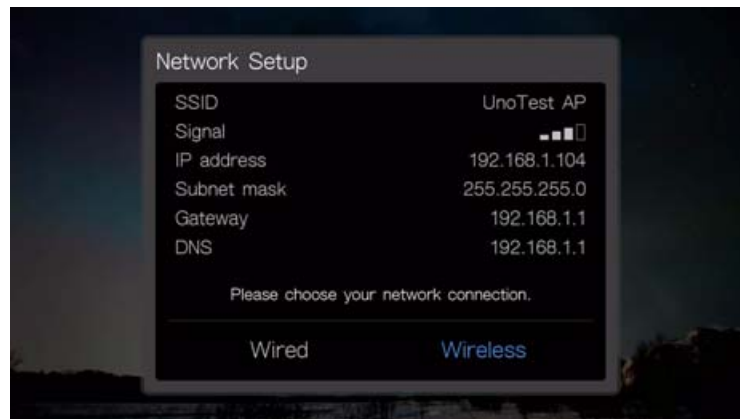 Network Setup
SSID UnoTest AP
Signal
IP address 192.168.1.104
Subnet mask 255.255.255.0
Gateway 192.168.1.1
DNS 192.168.1.1
Please choose your network connection.
Wired Wireless